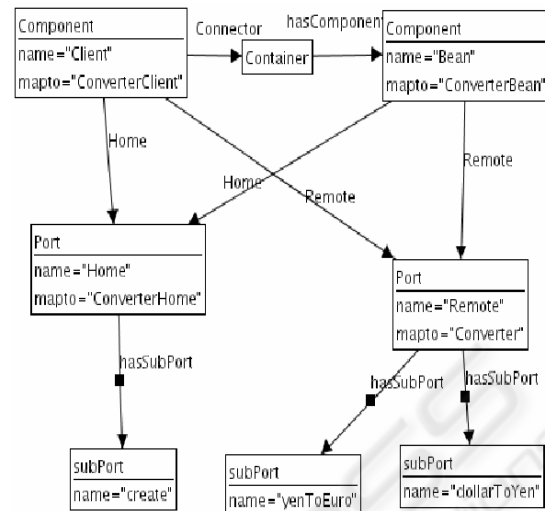 Component
name="Client"
mapto="ConverterClient"
Connector
Container
hasComponent
Component
name="Bean"
mapto="ConverterBean"
Home
Home
Remote
Remote
Port
name="Home"
mapto="ConverterHome"
Port
name="Remote"
mapto="Converter"
hasSubPort
hasSubPort
hasSubPort
subPort
name="create"
subPort
name="yenToEuro"
subPort
name="dollarToYen"